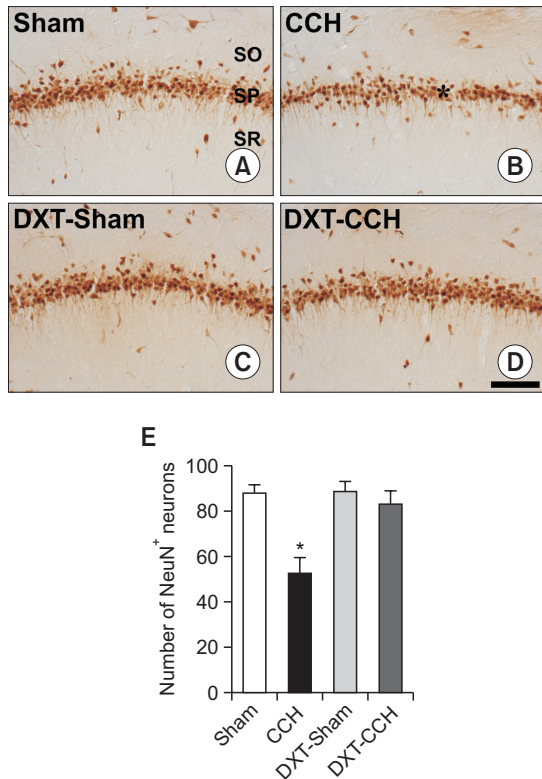 Sham
SO
SP
SR
A
CCH
*
B
DXT-Sham
C
DXT-CCH
D
E
Number of NeuN⁺ neurons
100
80
60
40
20
0
*
Sham
CCH
DXT-Sham
DXT-CCH